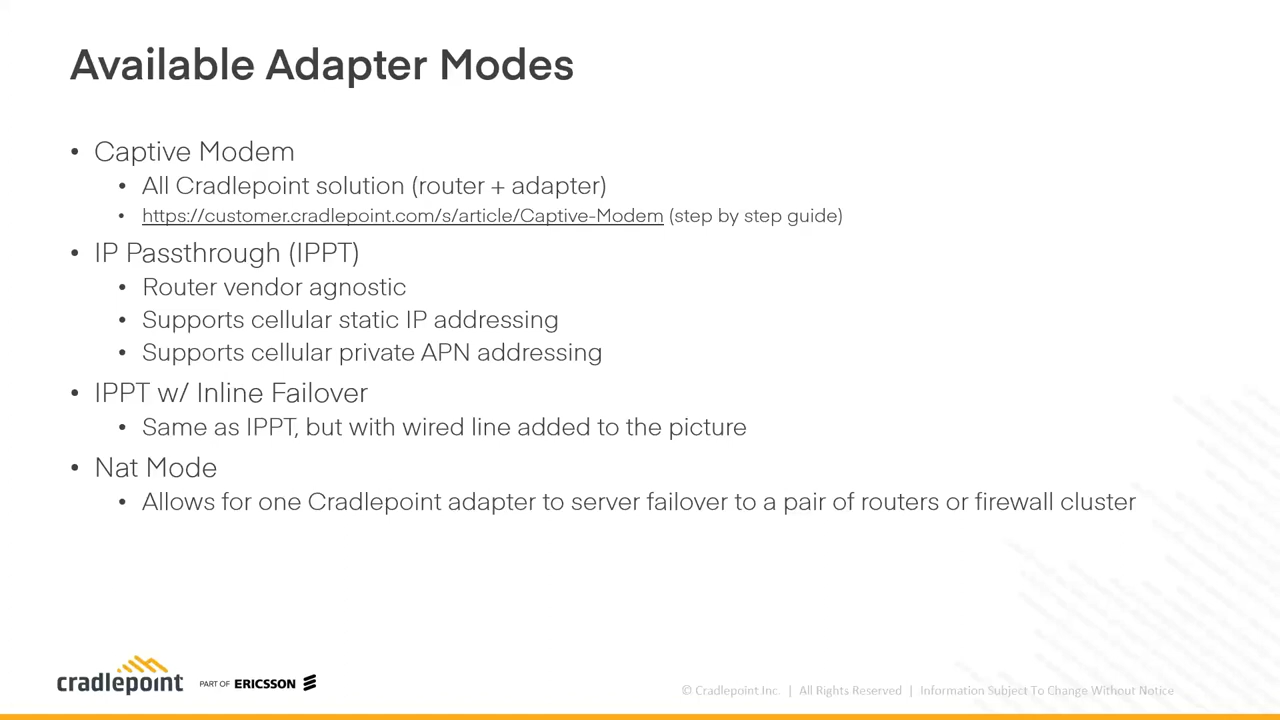 Available Adapter Modes
• Captive Modem
• All Cradlepoint solution (router + adapter)
• https://customer.cradlepoint.com/s/article/Captive-Modem (step by step guide)
• IP Passthrough (IPPT)
• Router vendor agnostic
• Supports cellular static IP addressing
• Supports cellular private APN addressing
• IPPT w/ Inline Failover
• Same as IPPT, but with wired line added to the picture
• Nat Mode
• Allows for one Cradlepoint adapter to server failover to a pair of routers or firewall cluster
cradlepoint PART OF ERICSSON
© Cradlepoint Inc. | All Rights Reserved | Information Subject To Change Without Notice